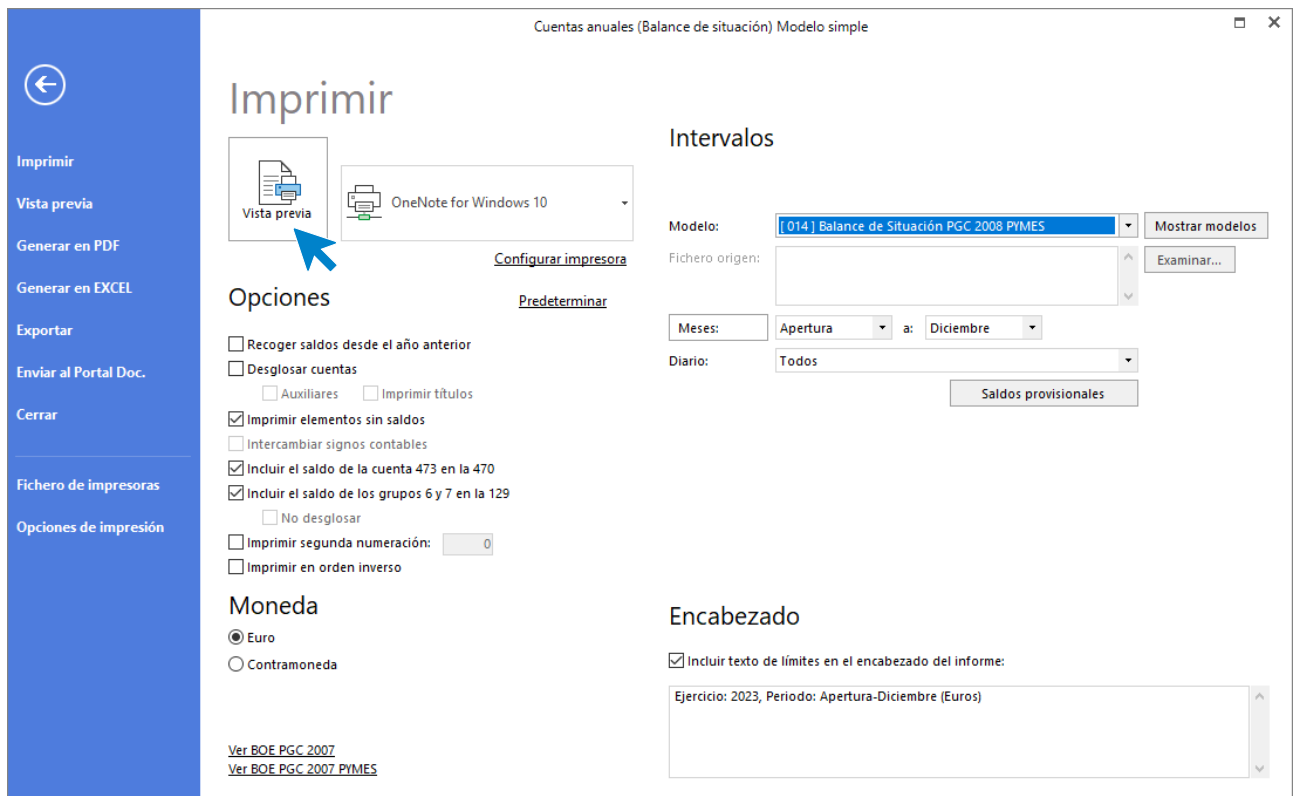 Cuentas anuales (Balance de situación) Modelo simple
Imprimir
Vista previa
Generar en PDF
Generar en EXCEL
Exportar
Enviar al Portal Doc.
Cerrar
Fichero de impresoras
Opciones de impresión
Imprimir
Vista previa
OneNote for Windows 10
Configurar impresora
Opciones
Predeterminar
Recoger saldos desde el año anterior
Desglosar cuentas
Auxiliares Imprimir títulos
Imprimir elementos sin saldos
Intercambiar signos contables
Incluir el saldo de la cuenta 473 en la 470
Incluir el saldo de los grupos 6 y 7 en la 129
No desglosar
Imprimir segunda numeración: 0
Imprimir en orden inverso
Moneda
Euro
Contramoneda
Ver BOE PGC 2007
Ver BOE PGC 2007 PYMES
Intervalos
Modelo: [ 014 ] Balance de Situación PGC 2008 PYMES Mostrar modelos
Fichero origen: Examinar...
Meses: Apertura a: Diciembre
Diario: Todos
Saldos provisionales
Encabezado
Incluir texto de límites en el encabezado del informe:
Ejercicio: 2023, Periodo: Apertura-Diciembre (Euros)